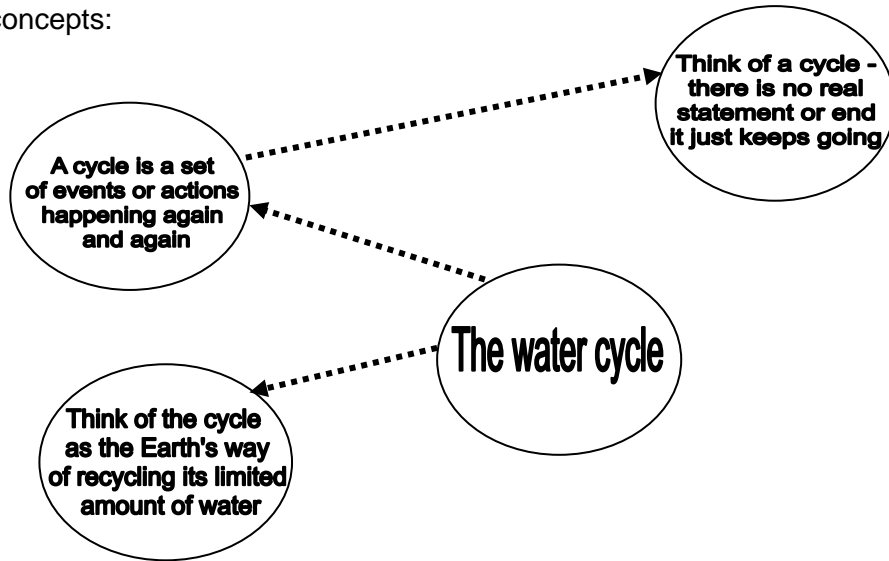 concepts:
Think of a cycle -
there is no real
statement or end
it just keeps going
A cycle is a set
of events or actions
happening again
and again
The water cycle
Think of the cycle
as the Earth's way
of recycling its limited
amount of water